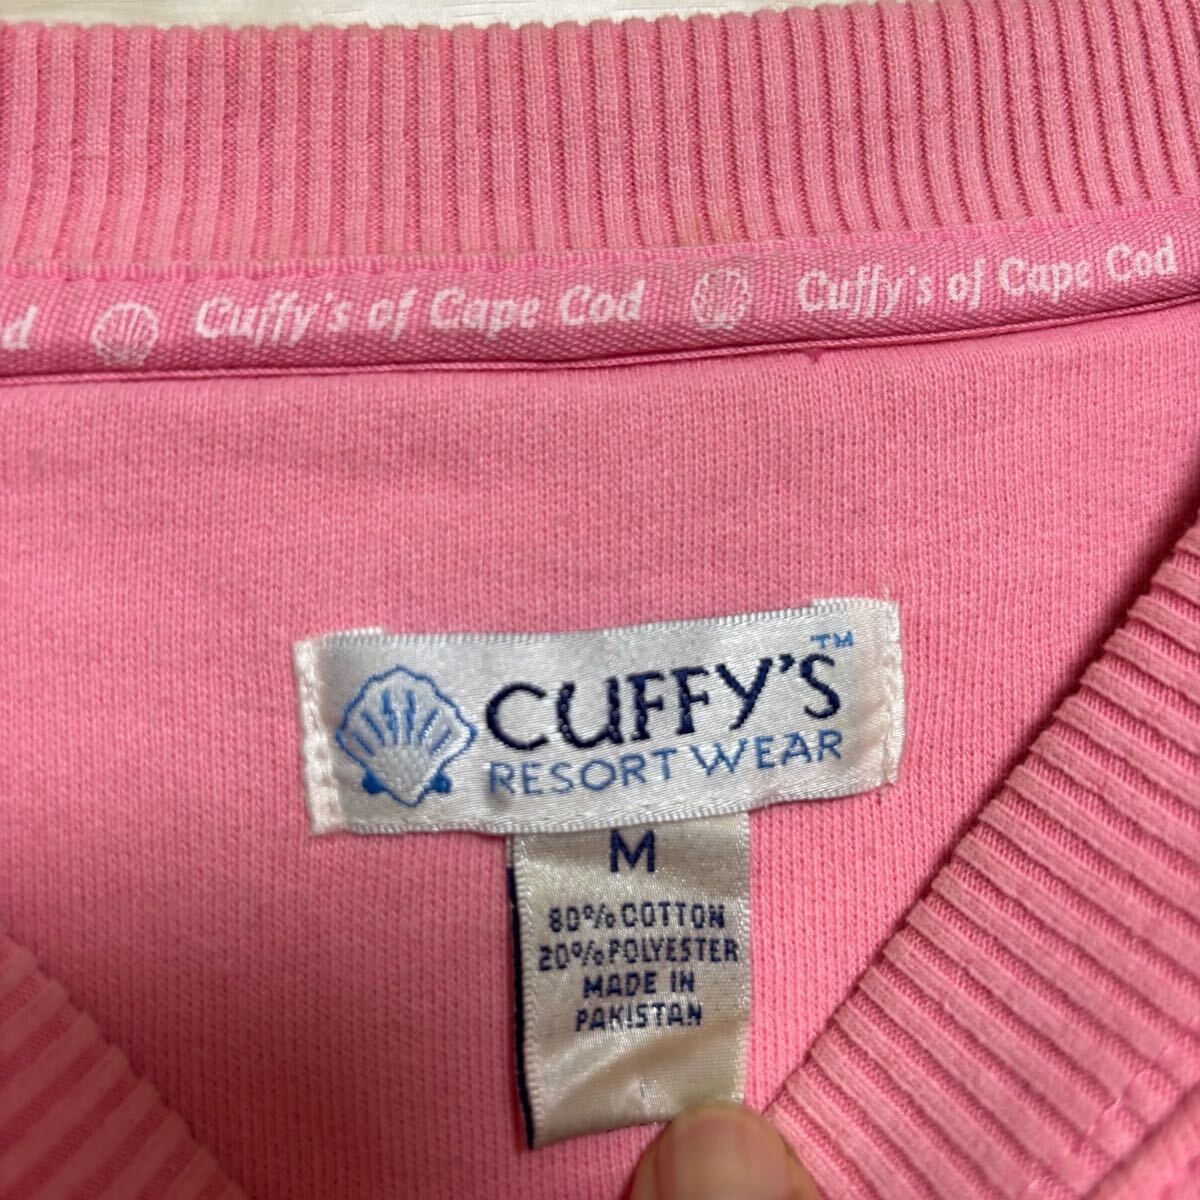 od Cuffy's of Cape Cod Cuffy's of Cape Cod
CUFFY'S™
RESORT WEAR
M
80% COTTON
20% POLYESTER
MADE IN
PAKISTAN